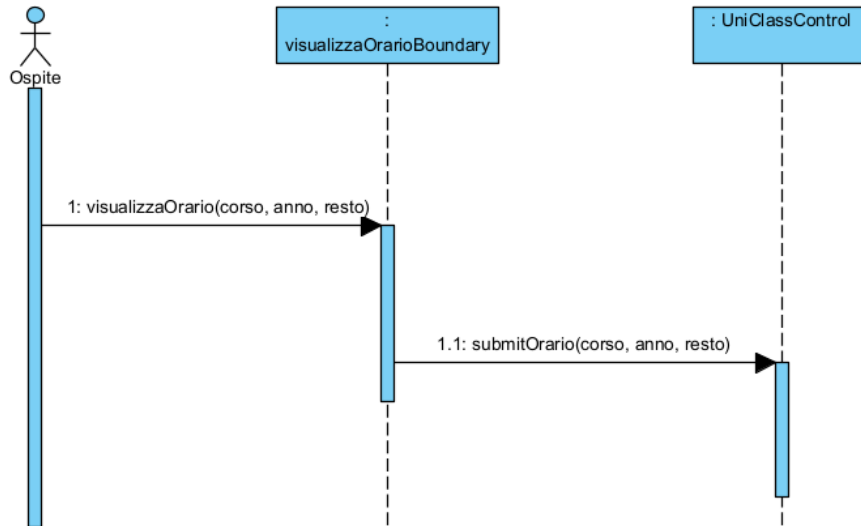 Ospite
:
visualizzaOrarioBoundary
: UniClassControl
1: visualizzaOrario(corso, anno, resto)
1.1: submitOrario(corso, anno, resto)